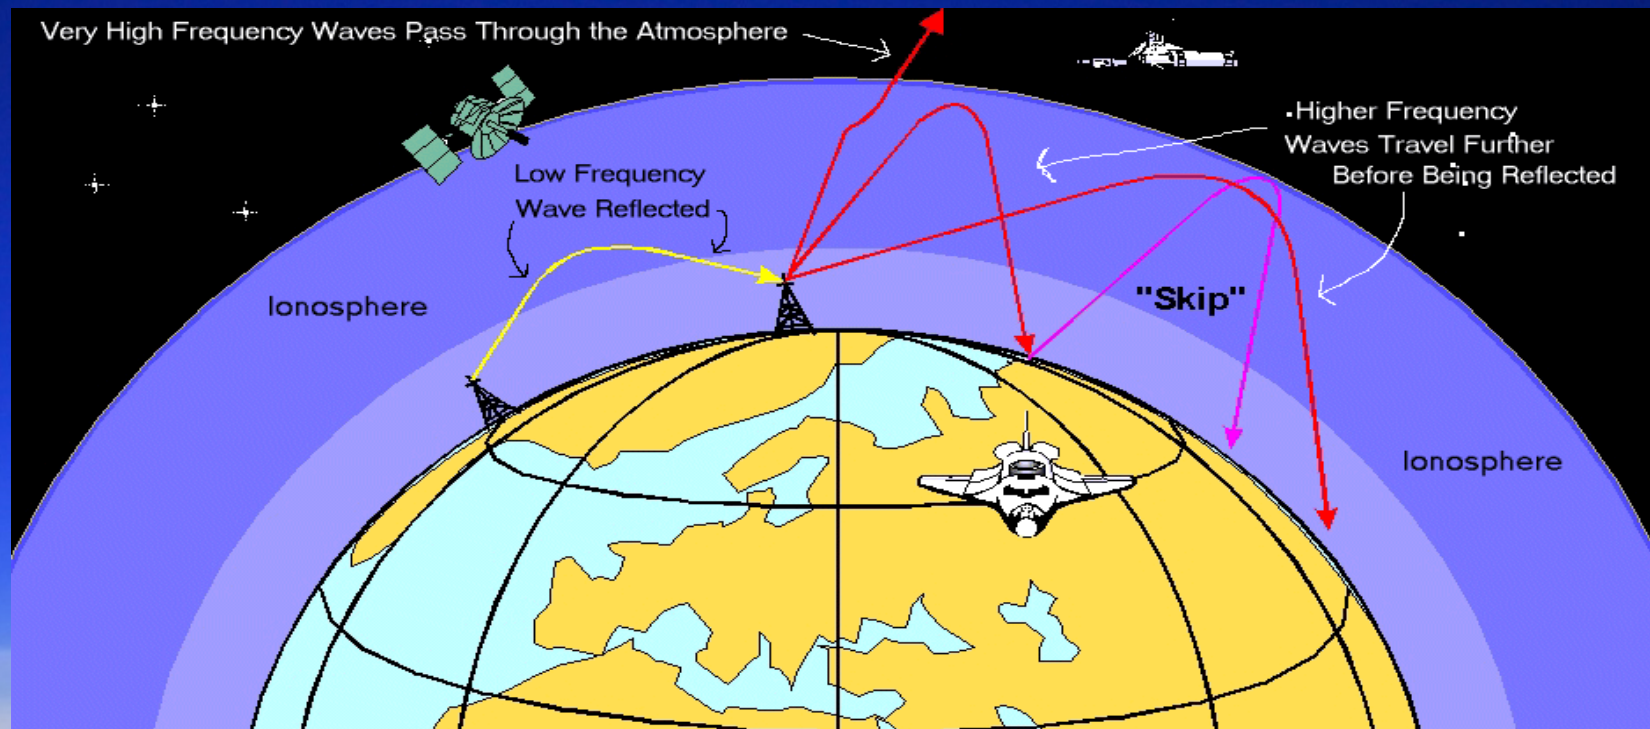 Very High Frequency Waves Pass Through the Atmosphere
Higher Frequency
Waves Travel Further
Before Being Reflected
Low Frequency
Wave Reflected
Ionosphere
"Skip"
Ionosphere